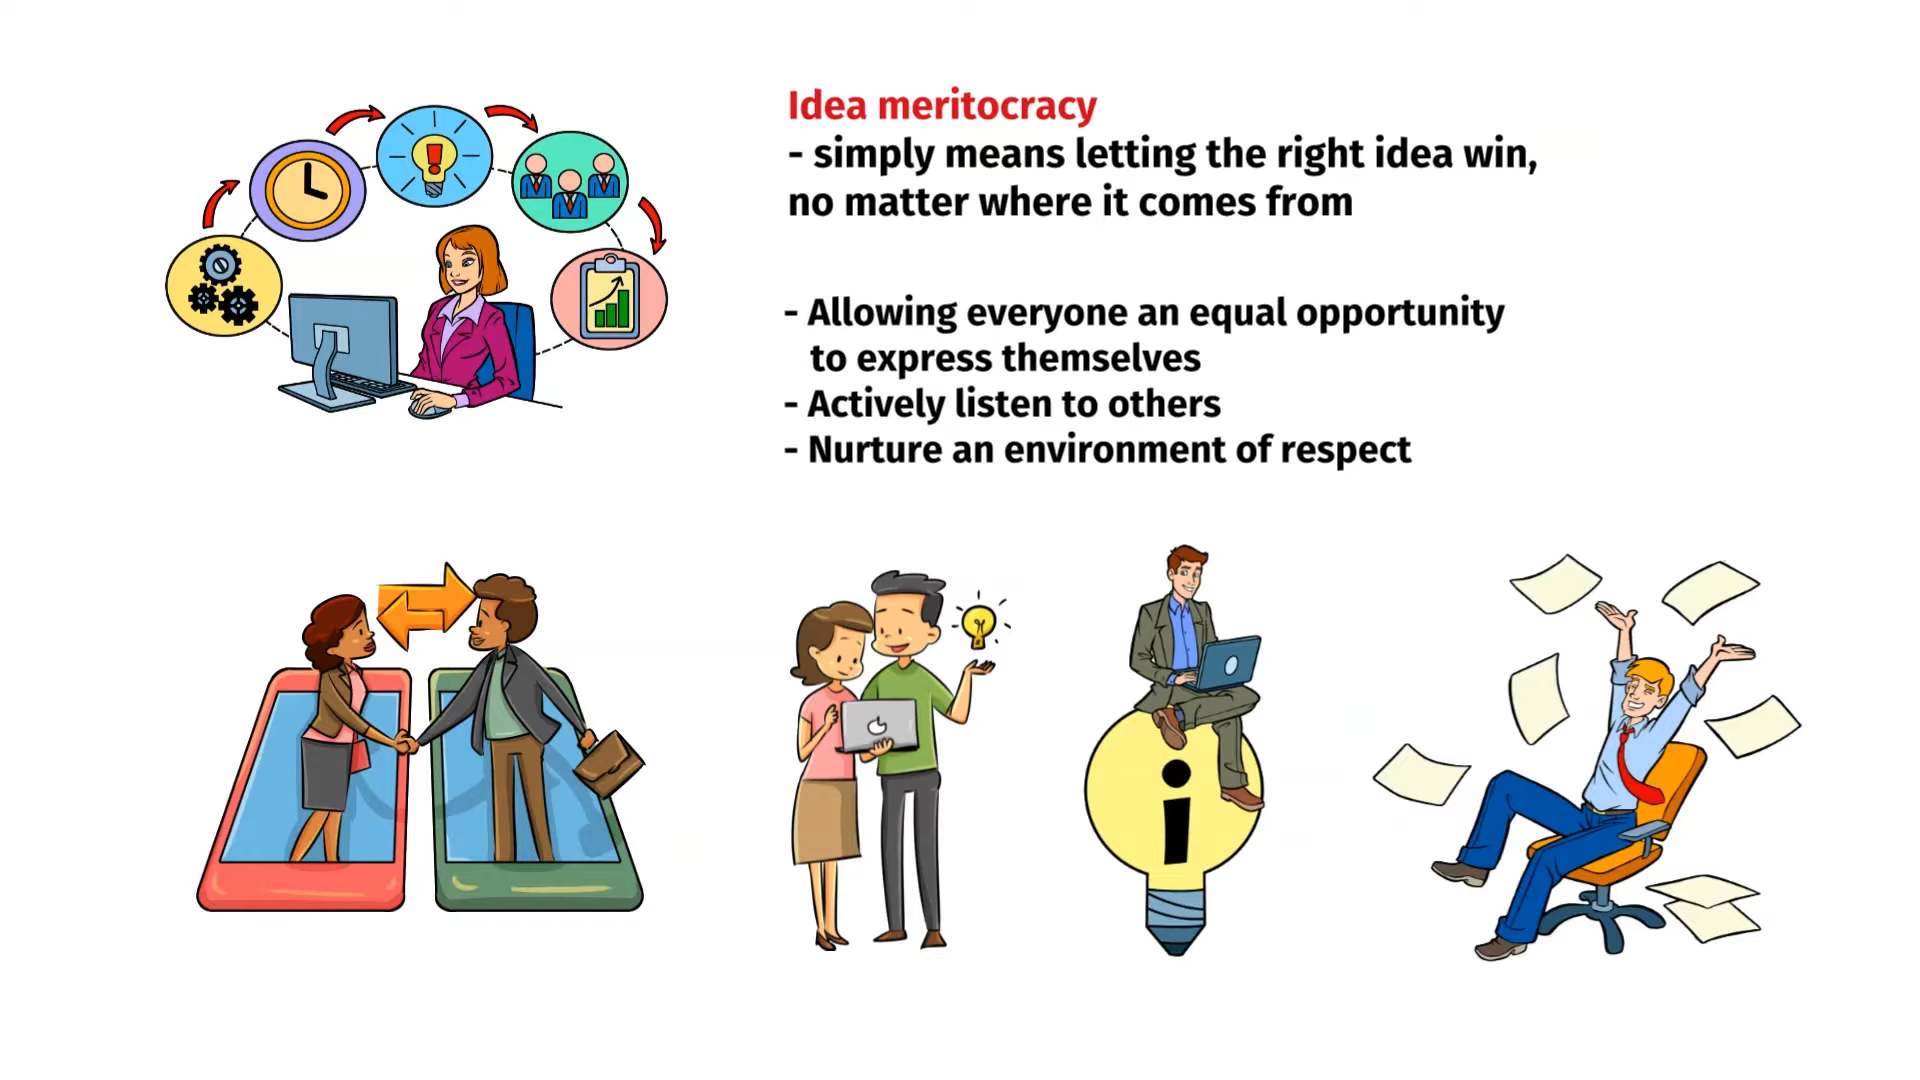 Idea meritocracy
- simply means letting the right idea win,
no matter where it comes from
- Allowing everyone an equal opportunity
to express themselves
- Actively listen to others
- Nurture an environment of respect